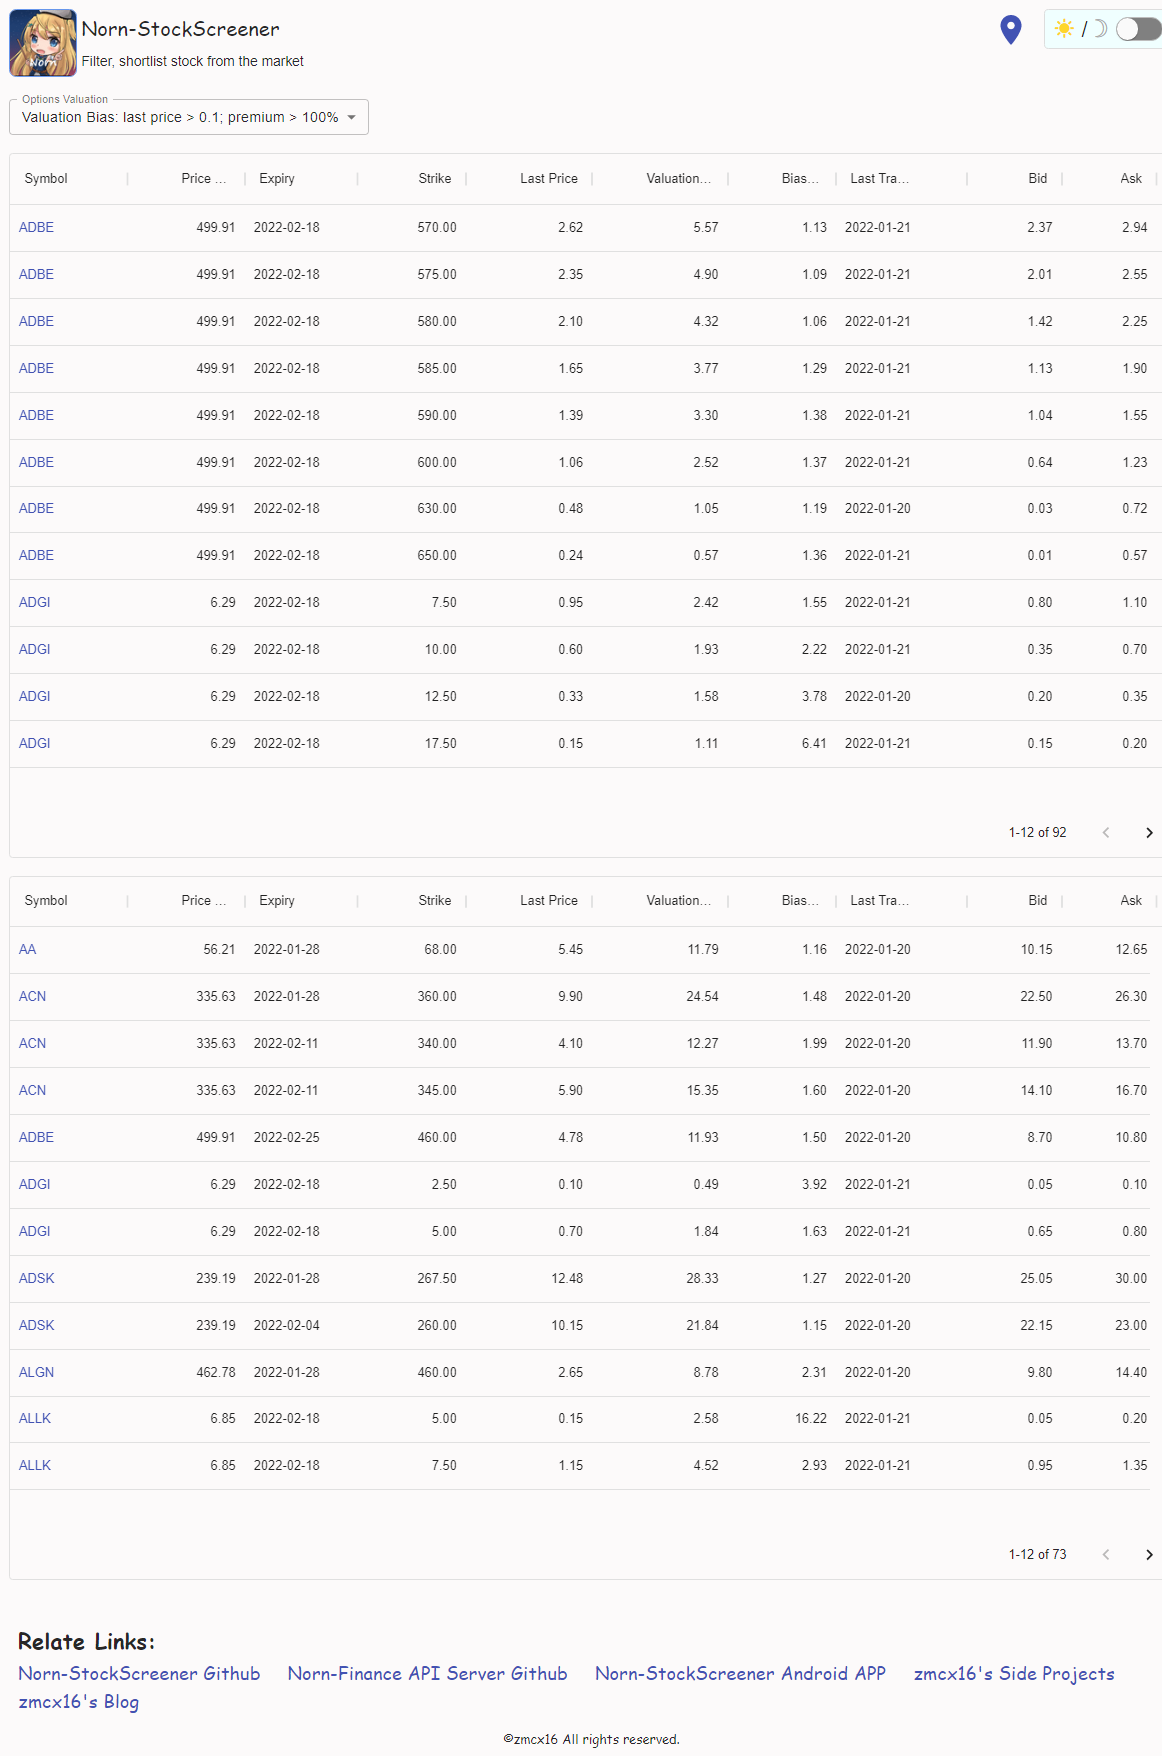 Norn-StockScreener
Filter, shortlist stock from the market
Norn
Options Valuation
Valuation Bias: last price > 0.1; premium > 100%
Symbol Price ... Expiry Strike Last Price Valuation... Bias... Last Tra... Bid Ask
ADBE 499.91 2022-02-18 570.00 2.62 5.57 1.13 2022-01-21 2.37 2.94
ADBE 499.91 2022-02-18 575.00 2.35 4.90 1.09 2022-01-21 2.01 2.55
ADBE 499.91 2022-02-18 580.00 2.10 4.32 1.06 2022-01-21 1.42 2.25
ADBE 499.91 2022-02-18 585.00 1.65 3.77 1.29 2022-01-21 1.13 1.90
ADBE 499.91 2022-02-18 590.00 1.39 3.30 1.38 2022-01-21 1.04 1.55
ADBE 499.91 2022-02-18 600.00 1.06 2.52 1.37 2022-01-21 0.64 1.23
ADBE 499.91 2022-02-18 630.00 0.48 1.05 1.19 2022-01-20 0.03 0.72
ADBE 499.91 2022-02-18 650.00 0.24 0.57 1.36 2022-01-21 0.01 0.57
ADGI 6.29 2022-02-18 7.50 0.95 2.42 1.55 2022-01-21 0.80 1.10
ADGI 6.29 2022-02-18 10.00 0.60 1.93 2.22 2022-01-21 0.35 0.70
ADGI 6.29 2022-02-18 12.50 0.33 1.58 3.78 2022-01-20 0.20 0.35
ADGI 6.29 2022-02-18 17.50 0.15 1.11 6.41 2022-01-21 0.15 0.20
1-12 of 92
Symbol Price ... Expiry Strike Last Price Valuation... Bias... Last Tra... Bid Ask
AA 56.21 2022-01-28 68.00 5.45 11.79 1.16 2022-01-20 10.15 12.65
ACN 335.63 2022-01-28 360.00 9.90 24.54 1.48 2022-01-20 22.50 26.30
ACN 335.63 2022-02-11 340.00 4.10 12.27 1.99 2022-01-20 11.90 13.70
ACN 335.63 2022-02-11 345.00 5.90 15.35 1.60 2022-01-20 14.10 16.70
ADBE 499.91 2022-02-25 460.00 4.78 11.93 1.50 2022-01-20 8.70 10.80
ADGI 6.29 2022-02-18 2.50 0.10 0.49 3.92 2022-01-21 0.05 0.10
ADGI 6.29 2022-02-18 5.00 0.70 1.84 1.63 2022-01-21 0.65 0.80
ADSK 239.19 2022-01-28 267.50 12.48 28.33 1.27 2022-01-20 25.05 30.00
ADSK 239.19 2022-02-04 260.00 10.15 21.84 1.15 2022-01-20 22.15 23.00
ALGN 462.78 2022-01-28 460.00 2.65 8.78 2.31 2022-01-20 9.80 14.40
ALLK 6.85 2022-02-18 5.00 0.15 2.58 16.22 2022-01-21 0.05 0.20
ALLK 6.85 2022-02-18 7.50 1.15 4.52 2.93 2022-01-21 0.95 1.35
1-12 of 73
Relate Links:
Norn-StockScreener Github Norn-Finance API Server Github Norn-StockScreener Android APP zmcx16's Side Projects
zmcx16's Blog
©zmcx16 All rights reserved.